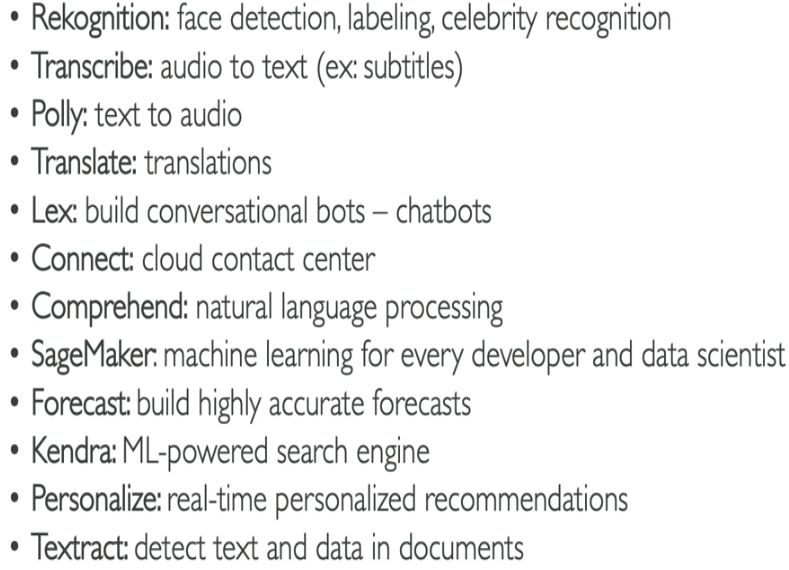 • Rekognition: face detection, labeling, celebrity recognition
• Transcribe: audio to text (ex: subtitles)
• Polly: text to audio
• Translate: translations
• Lex: build conversational bots – chatbots
• Connect: cloud contact center
• Comprehend: natural language processing
• SageMaker: machine learning for every developer and data scientist
• Forecast: build highly accurate forecasts
• Kendra: ML-powered search engine
• Personalize: real-time personalized recommendations
• Textract: detect text and data in documents